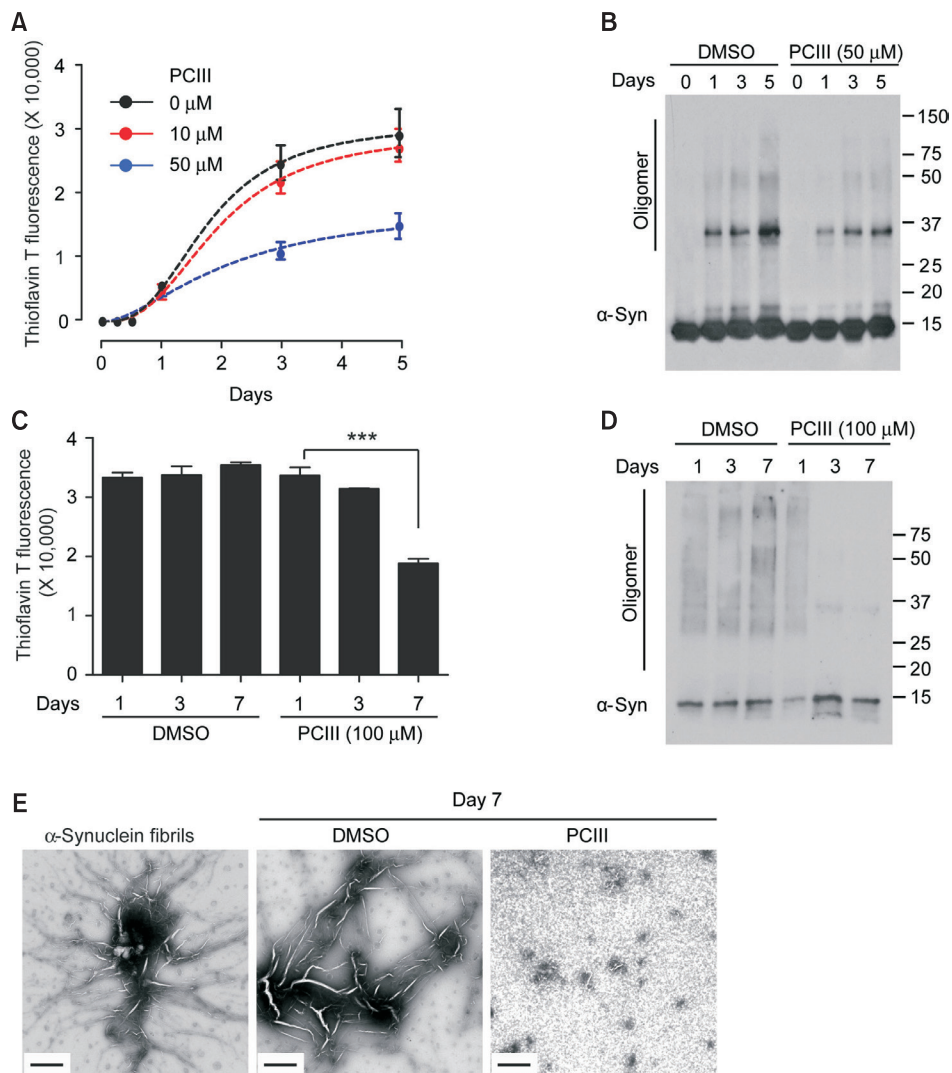 A
Thioflavin T fluorescence (X 10,000)
4
3
2
1
0
PCIII
0 μM
10 μM
50 μM
0 1 2 3 4 5
Days
B
DMSO PCIII (50 μM)
Days 0 1 3 5 0 1 3 5
Oligomer
α-Syn
150
75
50
37
25
20
15
C
Thioflavin T fluorescence
(X 10,000)
4
3
2
1
0
***
Days 1 3 7 1 3 7
DMSO PCIII (100 μM)
D
DMSO PCIII (100 μM)
Days 1 3 7 1 3 7
Oligomer
α-Syn
75
50
37
25
20
15
E
Day 7
α-Synuclein fibrils DMSO PCIII